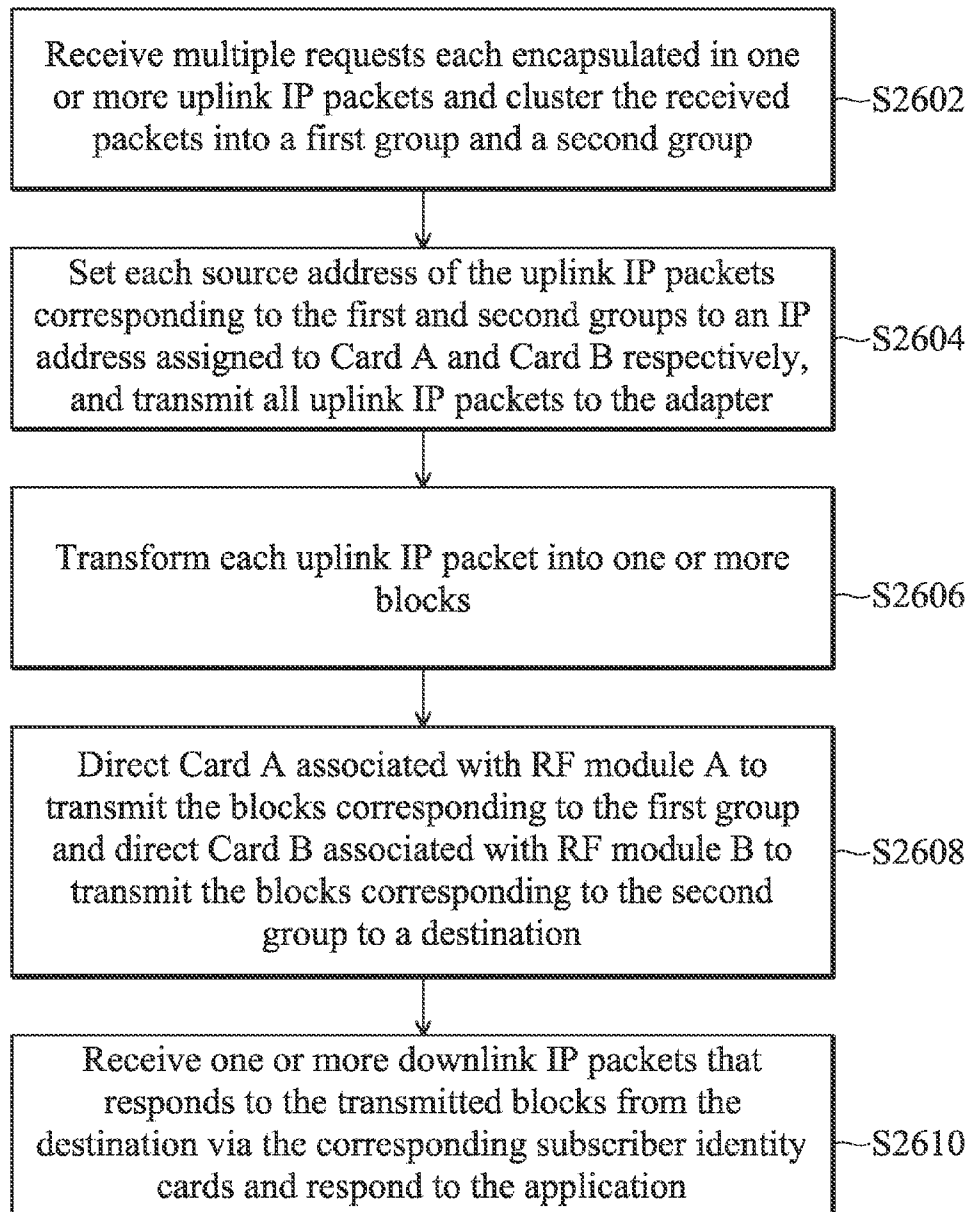 Receive multiple requests each encapsulated in one
or more uplink IP packets and cluster the received
packets into a first group and a second group
S2602
Set each source address of the uplink IP packets
corresponding to the first and second groups to an IP
address assigned to Card A and Card B respectively,
and transmit all uplink IP packets to the adapter
S2604
Transform each uplink IP packet into one or more
blocks
S2606
Direct Card A associated with RF module A to
transmit the blocks corresponding to the first group
and direct Card B associated with RF module B to
transmit the blocks corresponding to the second
group to a destination
S2608
Receive one or more downlink IP packets that
responds to the transmitted blocks from the
destination via the corresponding subscriber identity
cards and respond to the application
S2610